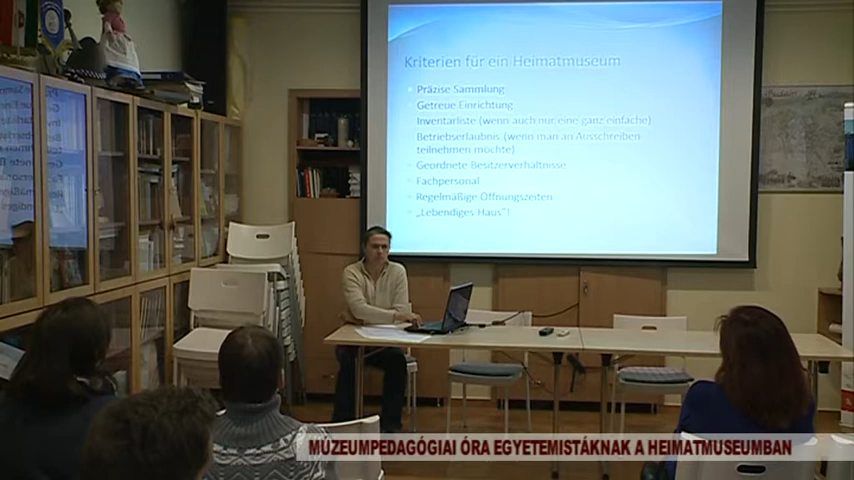 Kriterien für ein Heimatmuseum
Präzise Sammlung
Getreue Einrichtung
Inventarliste (wenn auch nur eine ganz einfache)
Betriebserlaubnis (wenn man an Ausschreiben
teilnehmen möchte)
Geordnete Besitzerverhältnisse
Fachpersonal
Regelmäßige Öffnungszeiten
„Lebendiges Haus"!
MÚZEUMPEDAGÓGIAI ÓRA EGYETEMISTÁKNAK A HEIMATMUSEUMBAN